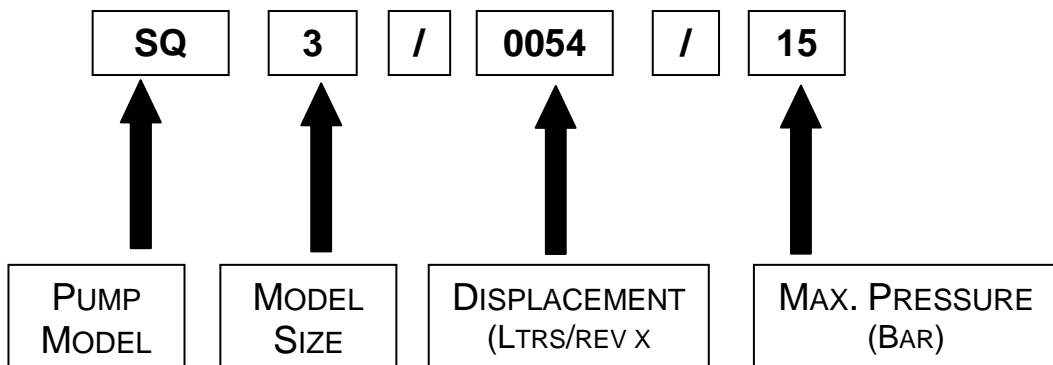 SQ 3 / 0054 / 15
PUMP MODEL
MODEL SIZE
DISPLACEMENT (LTRS/REV X
MAX. PRESSURE (BAR)